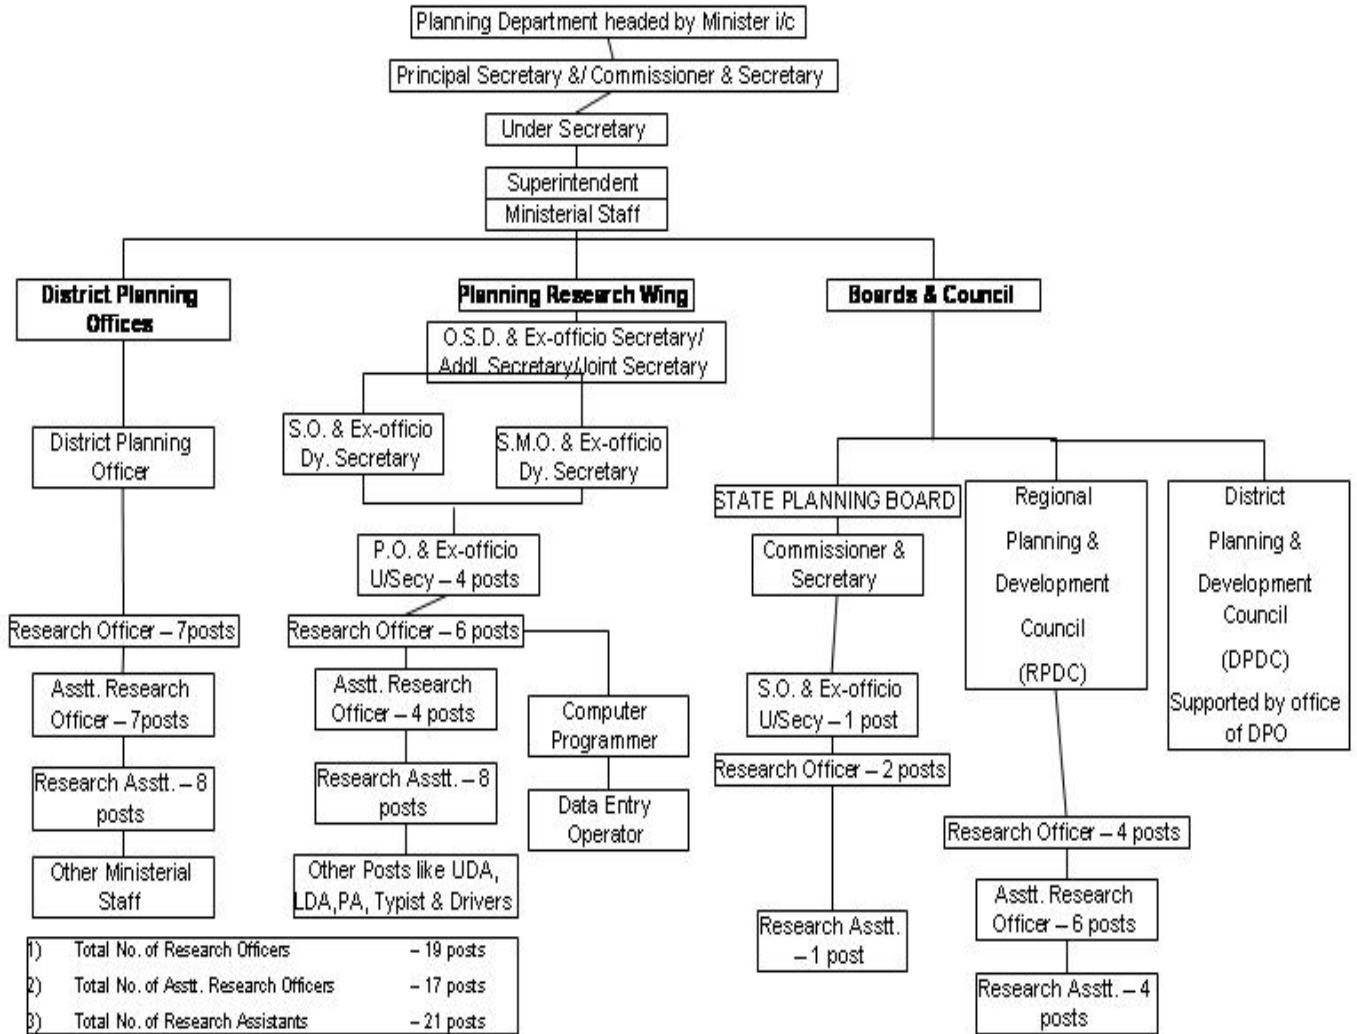 Planning Department headed by Minister i/c
Principal Secretary &/ Commissioner & Secretary
Under Secretary
Superintendent
Ministerial Staff
District Planning
Offices
District Planning
Officer
Research Officer – 7posts
Asstt. Research
Officer – 7posts
Research Asstt. – 8
posts
Other Ministerial
Staff
Planning Research Wing
O.S.D. & Ex-officio Secretary/
Addl. Secretary/Joint Secretary
S.O. & Ex-officio
Dy. Secretary
S.M.O. & Ex-officio
Dy. Secretary
P.O. & Ex-officio
U/Secy – 4 posts
Research Officer – 6 posts
Asstt. Research
Officer – 4 posts
Research Asstt. – 8
posts
Other Posts like UDA,
LDA,PA, Typist & Drivers
Computer
Programmer
Data Entry
Operator
Boards & Council
STATE PLANNING BOARD
Commissioner &
Secretary
S.O. & Ex-officio
U/Secy – 1 post
Research Officer – 2 posts
Research Asstt.
– 1 post
Regional
Planning &
Development
Council
(RPDC)
Research Officer – 4 posts
Asstt. Research
Officer – 6 posts
Research Asstt. – 4
posts
District
Planning &
Development
Council
(DPDC)
Supported by office
of DPO
1) Total No. of Research Officers – 19 posts
2) Total No. of Asstt. Research Officers – 17 posts
3) Total No. of Research Assistants – 21 posts